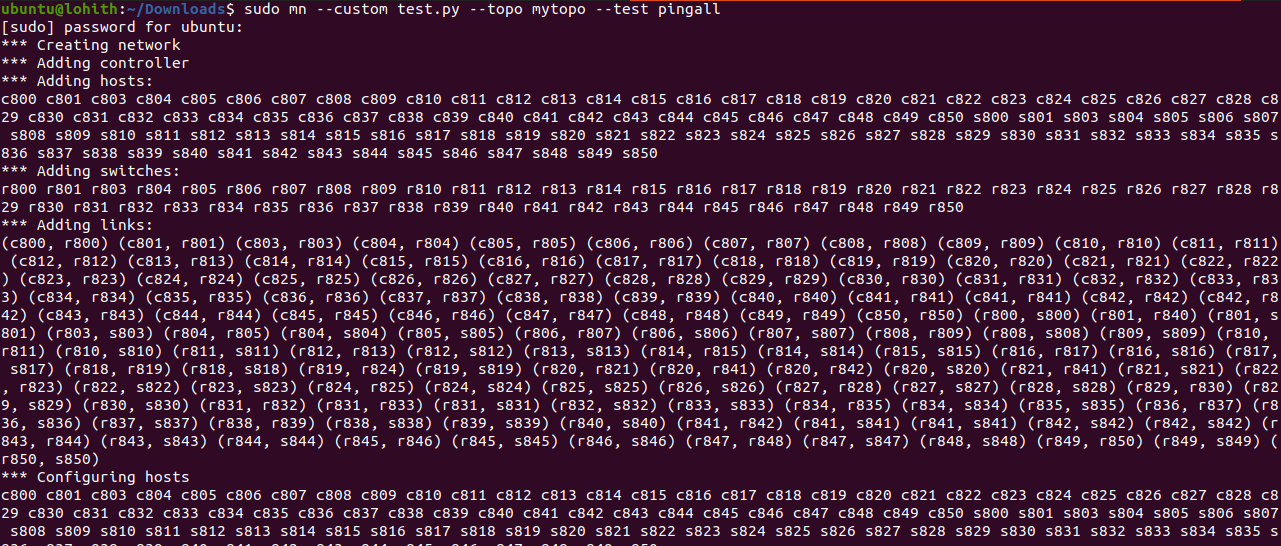 ubuntu@lohith:~/Downloads$ sudo mn --custom test.py --topo mytopo --test pingall
[sudo] password for ubuntu:
*** Creating network
*** Adding controller
*** Adding hosts:
c800 c801 c803 c804 c805 c806 c807 c808 c809 c810 c811 c812 c813 c814 c815 c816 c817 c818 c819 c820 c821 c822 c823 c824 c825 c826 c827 c828 c8
29 c830 c831 c832 c833 c834 c835 c836 c837 c838 c839 c840 c841 c842 c843 c844 c845 c846 c847 c848 c849 c850 s800 s801 s803 s804 s805 s806 s807
 s808 s809 s810 s811 s812 s813 s814 s815 s816 s817 s818 s819 s820 s821 s822 s823 s824 s825 s826 s827 s828 s829 s830 s831 s832 s833 s834 s835 s
836 s837 s838 s839 s840 s841 s842 s843 s844 s845 s846 s847 s848 s849 s850
*** Adding switches:
r800 r801 r803 r804 r805 r806 r807 r808 r809 r810 r811 r812 r813 r814 r815 r816 r817 r818 r819 r820 r821 r822 r823 r824 r825 r826 r827 r828 r8
29 r830 r831 r832 r833 r834 r835 r836 r837 r838 r839 r840 r841 r842 r843 r844 r845 r846 r847 r848 r849 r850
*** Adding links:
(c800, r800) (c801, r801) (c803, r803) (c804, r804) (c805, r805) (c806, r806) (c807, r807) (c808, r808) (c809, r809) (c810, r810) (c811, r811)
 (c812, r812) (c813, r813) (c814, r814) (c815, r815) (c816, r816) (c817, r817) (c818, r818) (c819, r819) (c820, r820) (c821, r821) (c822, r822
) (c823, r823) (c824, r824) (c825, r825) (c826, r826) (c827, r827) (c828, r828) (c829, r829) (c830, r830) (c831, r831) (c832, r832) (c833, r83
3) (c834, r834) (c835, r835) (c836, r836) (c837, r837) (c838, r838) (c839, r839) (c840, r840) (c841, r841) (c841, r841) (c842, r842) (c842, r8
42) (c843, r843) (c844, r844) (c845, r845) (c846, r846) (c847, r847) (c848, r848) (c849, r849) (c850, r850) (r800, s800) (r801, r840) (r801, s
801) (r803, s803) (r804, r805) (r804, s804) (r805, s805) (r806, r807) (r806, s806) (r807, s807) (r808, r809) (r808, s808) (r809, s809) (r810,
r811) (r810, s810) (r811, s811) (r812, r813) (r812, s812) (r813, s813) (r814, r815) (r814, s814) (r815, s815) (r816, r817) (r816, s816) (r817,
 s817) (r818, r819) (r818, s818) (r819, r824) (r819, s819) (r820, r821) (r820, r841) (r820, r842) (r820, s820) (r821, r841) (r821, s821) (r822
, r823) (r822, s822) (r823, s823) (r824, r825) (r824, s824) (r825, s825) (r826, s826) (r827, r828) (r827, s827) (r828, s828) (r829, r830) (r82
9, s829) (r830, s830) (r831, r832) (r831, r833) (r831, s831) (r832, s832) (r833, s833) (r834, r835) (r834, s834) (r835, s835) (r836, r837) (r8
36, s836) (r837, s837) (r838, r839) (r838, s838) (r839, s839) (r840, s840) (r841, r842) (r841, s841) (r841, s841) (r842, s842) (r842, s842) (r
843, r844) (r843, s843) (r844, s844) (r845, r846) (r845, s845) (r846, s846) (r847, r848) (r847, s847) (r848, s848) (r849, r850) (r849, s849) (
r850, s850)
*** Configuring hosts
c800 c801 c803 c804 c805 c806 c807 c808 c809 c810 c811 c812 c813 c814 c815 c816 c817 c818 c819 c820 c821 c822 c823 c824 c825 c826 c827 c828 c8
29 c830 c831 c832 c833 c834 c835 c836 c837 c838 c839 c840 c841 c842 c843 c844 c845 c846 c847 c848 c849 c850 s800 s801 s803 s804 s805 s806 s807
 s808 s809 s810 s811 s812 s813 s814 s815 s816 s817 s818 s819 s820 s821 s822 s823 s824 s825 s826 s827 s828 s829 s830 s831 s832 s833 s834 s835 s